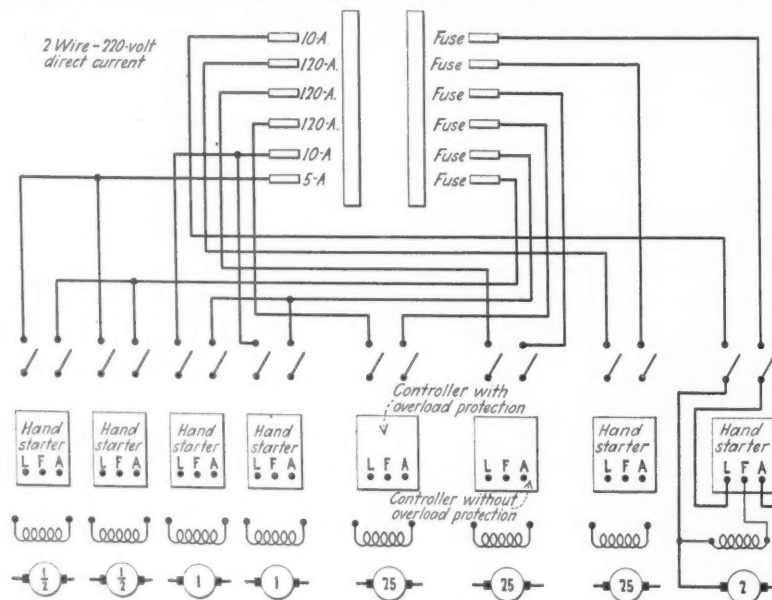 2 Wire-220-volt
direct current
10-A.
120-A.
120-A.
120-A.
10-A
5-A
Fuse
Fuse
Fuse
Fuse
Fuse
Fuse
Hand
starter
L F A
Hand
starter
L F A
Hand
starter
L F A
Hand
starter
L F A
Controller with
overload protection
L F A
L F A
Controller without
overload protection
Hand
starter
L F A
Hand
starter
L F A
1/2
1/2
1
1
25
25
25
2